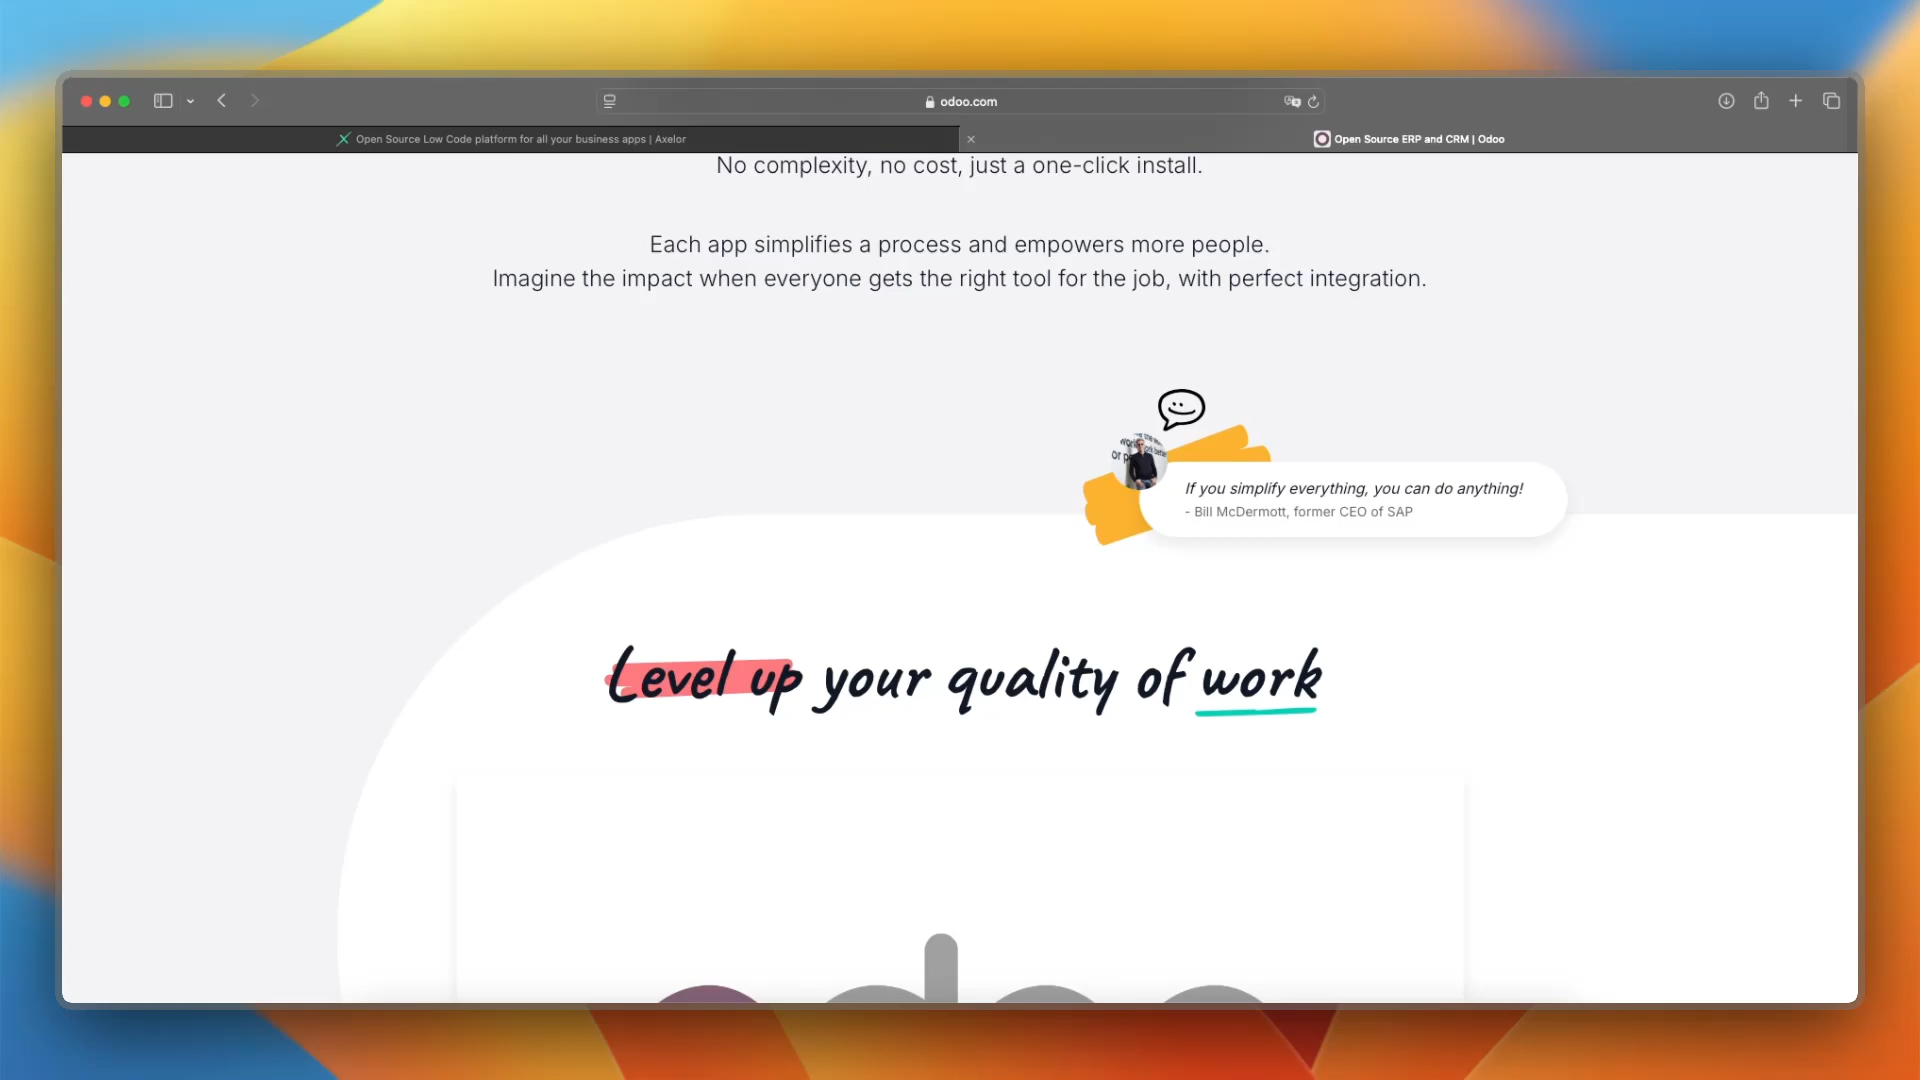 odoo.com
Open Source Low Code platform for all your business apps | Axelor
Open Source ERP and CRM | Odoo
No complexity, no cost, just a one-click install.
Each app simplifies a process and empowers more people.
Imagine the impact when everyone gets the right tool for the job, with perfect integration.
If you simplify everything, you can do anything!
- Bill McDermott, former CEO of SAP
Level up your quality of work